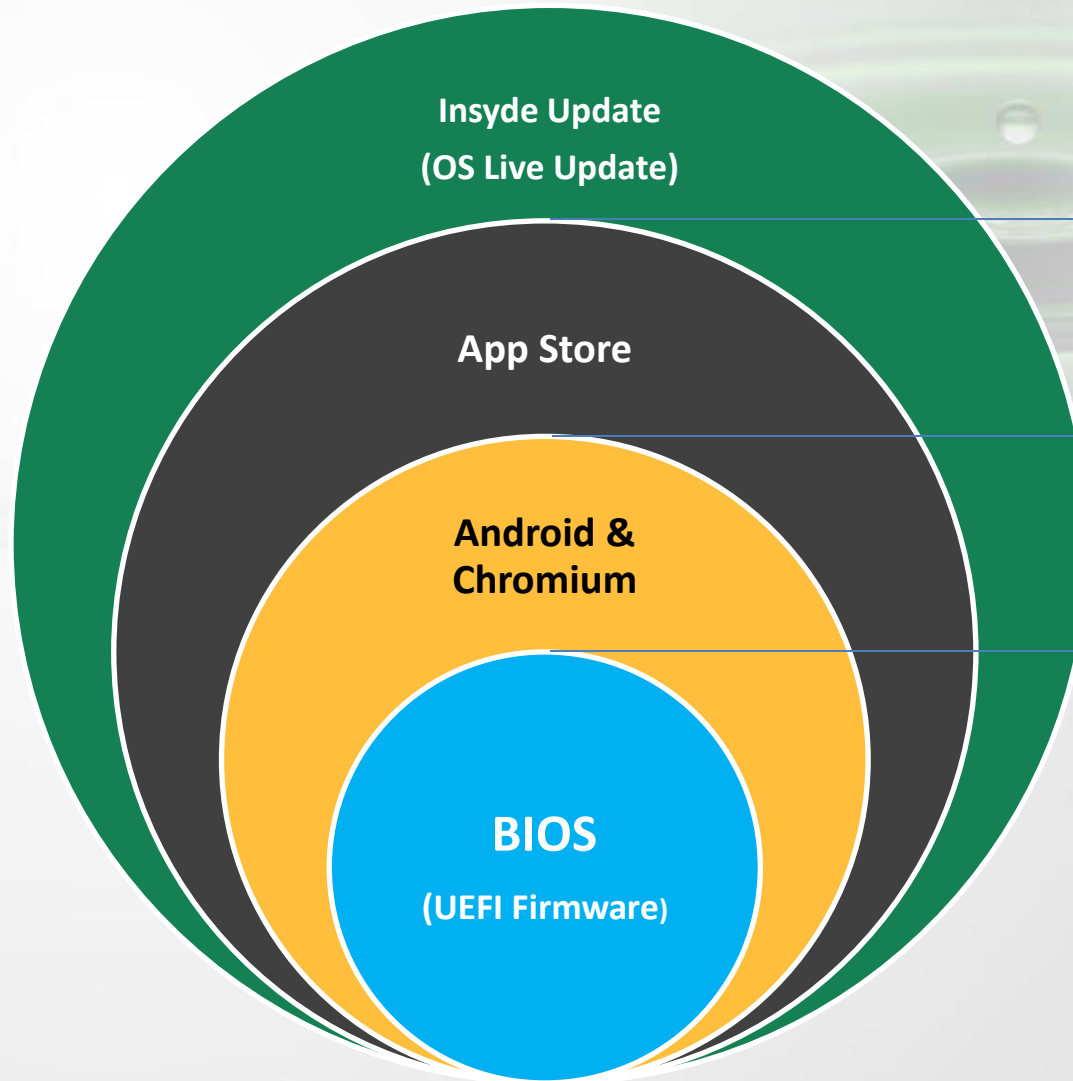 Insyde Update
(OS Live Update)
App Store
Android &
Chromium
BIOS
(UEFI Firmware)